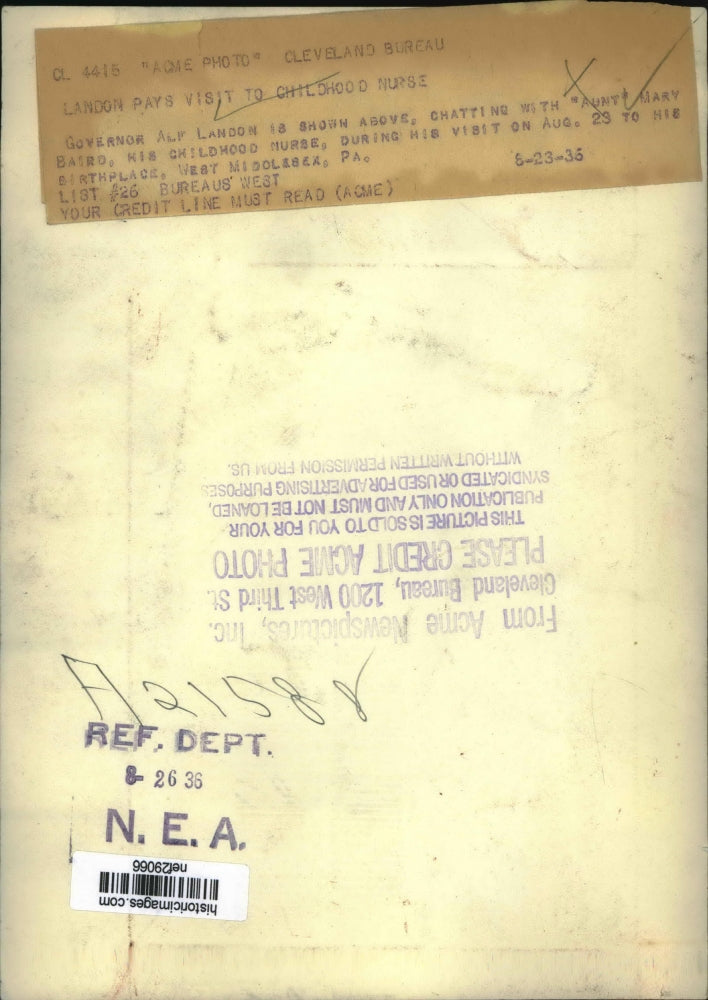 CL 4415 "ACME PHOTO" CLEVELAND BUREAU
LANDON PAYS VISIT TO CHILDHOOD NURSE
GOVERNOR ALF LANDON IS SHOWN ABOVE, CHATTING WITH "AUNT" MARY
BAIRD, HIS CHILDHOOD NURSE, DURING HIS VISIT ON AUG. 23 TO HIS
BIRTHPLACE, WEST MIDDLESEX, PA.
8-23-36
LIST #26 BUREAUS WEST
YOUR CREDIT LINE MUST READ (ACME)
From Acme Newspictures, Inc.
Cleveland Bureau, 1200 West Third St.
PLEASE CREDIT ACME PHOTO
THIS PICTURE IS SOLD TO YOU FOR YOUR
PUBLICATION ONLY AND MUST NOT BE LOANED,
SYNDICATED OR USED FOR ADVERTISING PURPOSES
WITHOUT WRITTEN PERMISSION FROM US.
A21588
REF. DEPT.
8- 26 36
N. E. A.
historicimages.com
nef29066